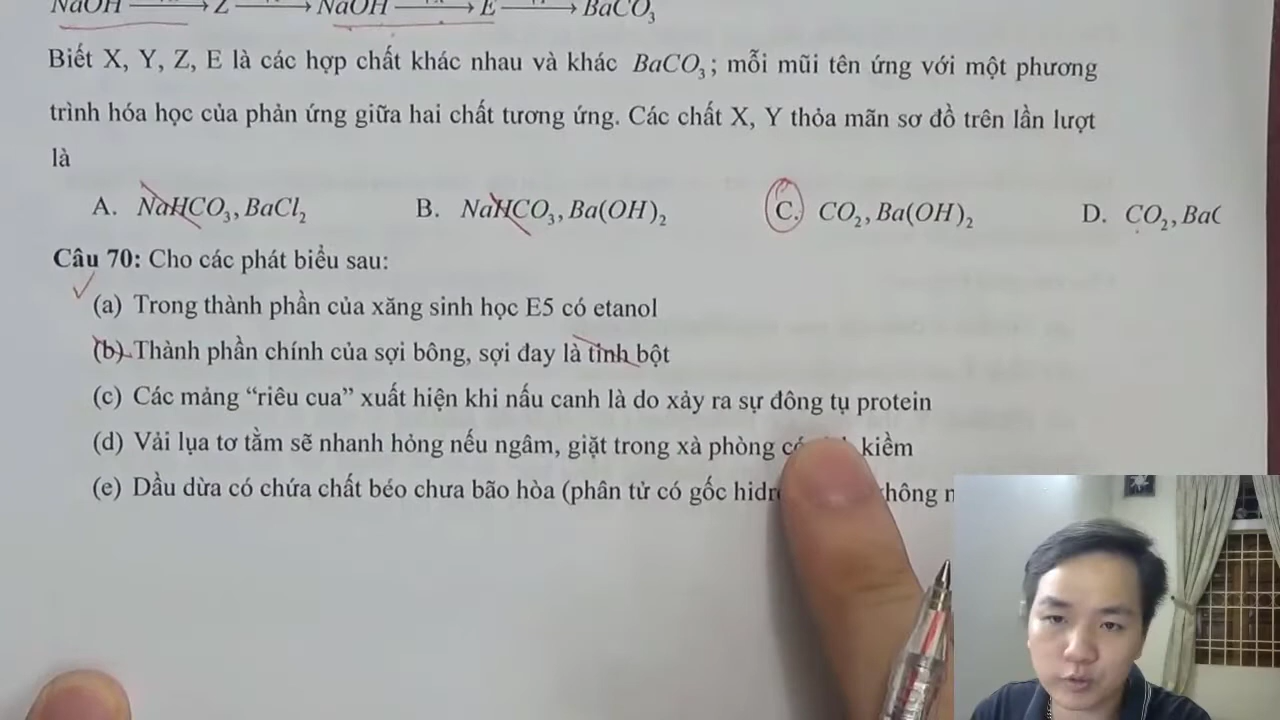 NaOH → Z → NaOH → E → BaCO₃
Biết X, Y, Z, E là các hợp chất khác nhau và khác BaCO₃; mỗi mũi tên ứng với một phương
trình hóa học của phản ứng giữa hai chất tương ứng. Các chất X, Y thỏa mãn sơ đồ trên lần lượt
là
A. NaHCO₃, BaCl₂ B. NaHCO₃, Ba(OH)₂ C. CO₂, Ba(OH)₂ D. CO₂,
Câu 70: Cho các phát biểu sau:
(a) Trong thành phần của xăng sinh học E5 có etanol
(b) Thành phần chính của sợi bông, sợi đay là tinh bột
(c) Các mảng “riêu cua” xuất hiện khi nấu canh là do xảy ra sự đông tụ protein
(d) Vải lụa tơ tằm sẽ nhanh hỏng nếu ngâm, giặt trong xà phòng có kiềm
(e) Dầu dừa có chứa chất béo chưa bão hòa (phân tử có gốc